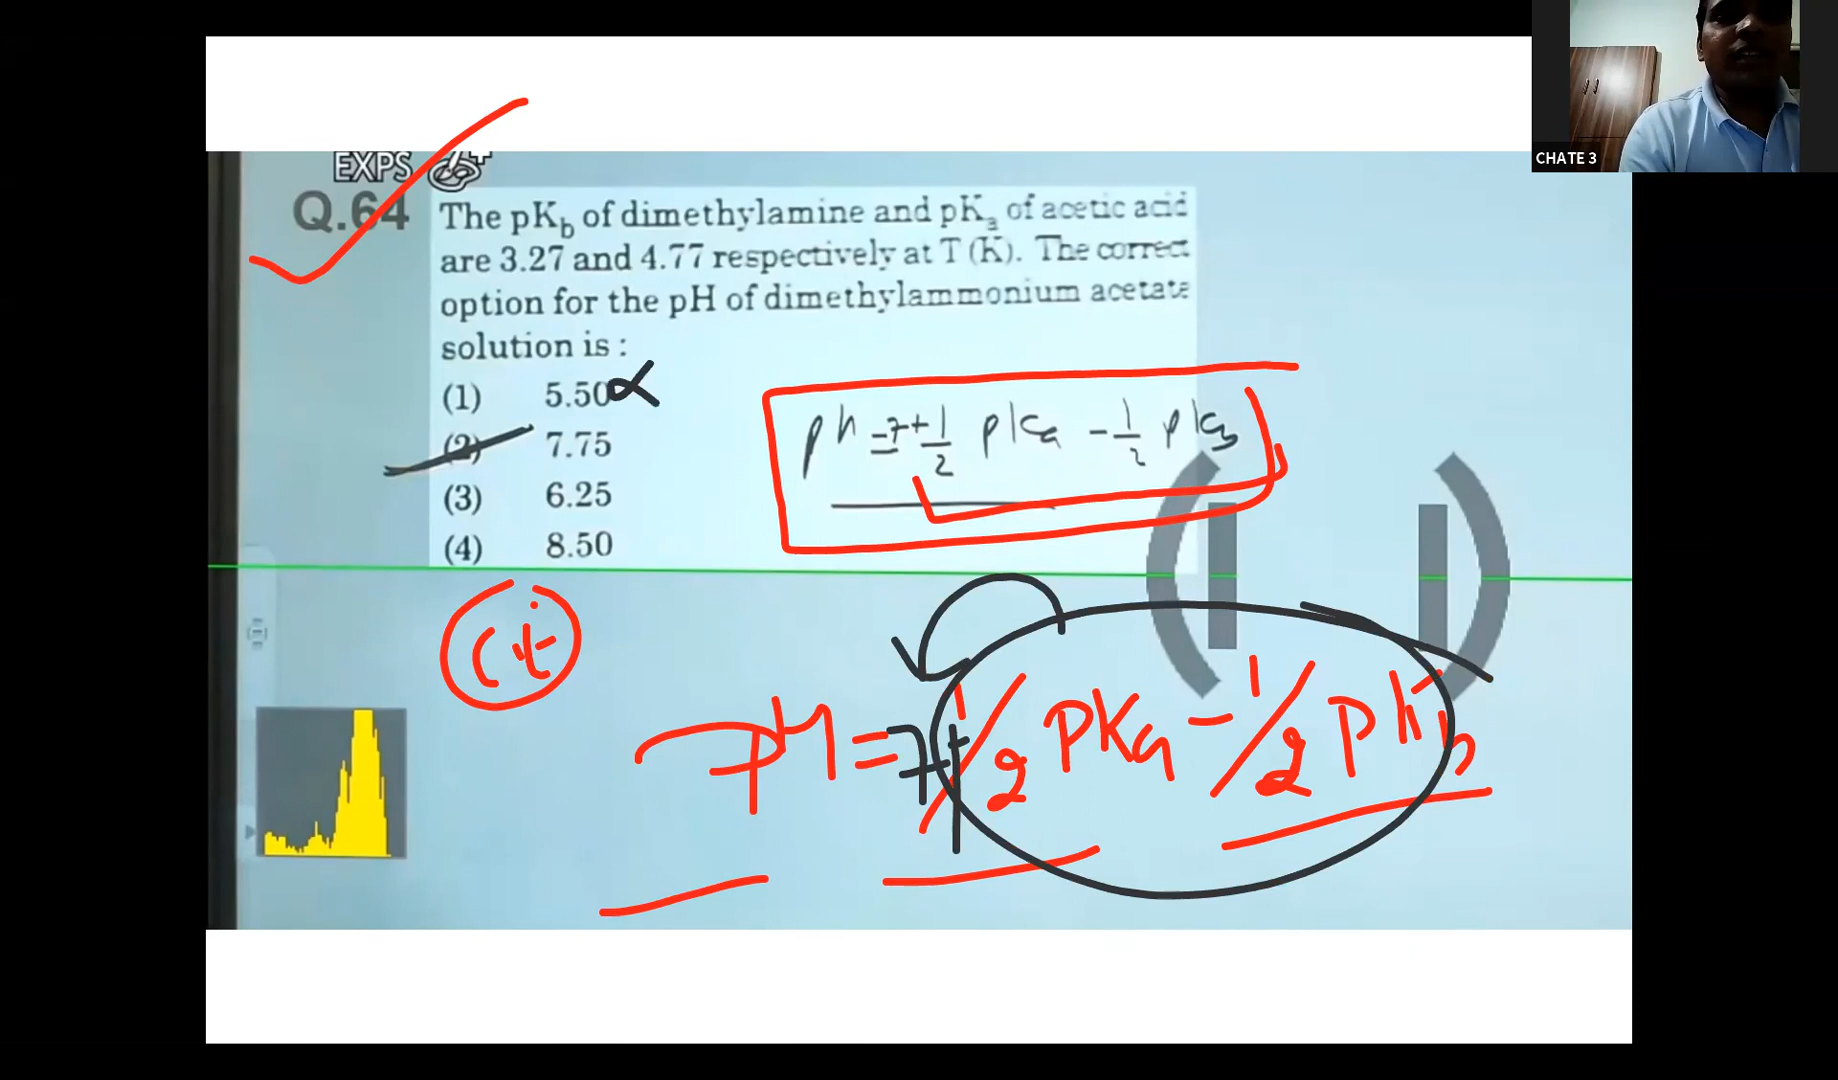 CHATE 3
EXPS
Q.64 The pKb of dimethylamine and pKa of acetic acid
are 3.27 and 4.77 respectively at T (K). The correct
option for the pH of dimethylammonium acetate
solution is :
(1) 5.50
(2) 7.75
(3) 6.25
(4) 8.50
pH = 7 + 1/2 pKa - 1/2 pKb
pH = 7 + 1/2 pKa - 1/2 pKb